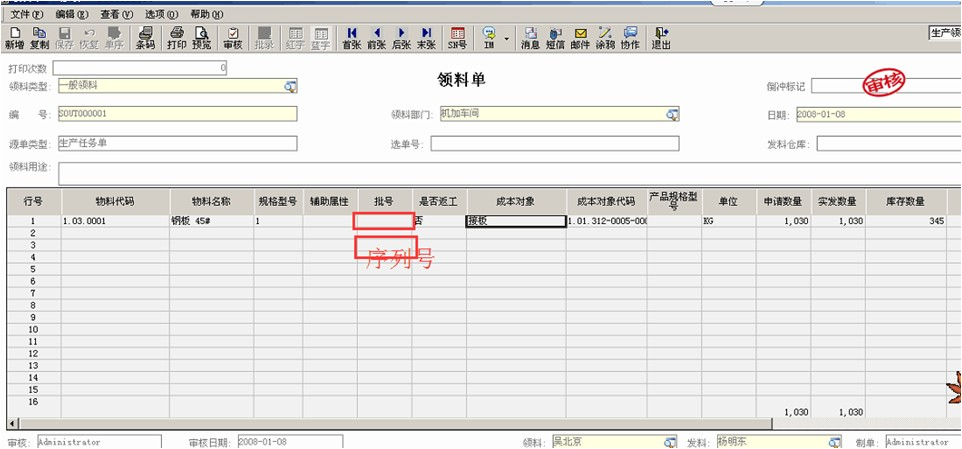 文件(F) 编辑(E) 查看(V) 选项(O) 帮助(H)
新增 复制 保存 恢复 单序 条码 打印 预览 审核 批录 红字 蓝字 首张 前张 后张 末张 SN号 IM 消息 短信 邮件 涂鸦 协作 退出 生产领
打印次数 0
领料单
领料类型: 一般领料 倒冲标记 审核
编 号: SOUT000001 领料部门: 机加车间 日期: 2008-01-08
源单类型: 生产任务单 选单号: 发料仓库:
领料用途:
行号 物料代码 物料名称 规格型号 辅助属性 批号 是否返工 成本对象 成本对象代码 产品规格型号 单位 申请数量 实发数量 库存数量
1 1.03.0001 钢板 45# 1 否 接板 1.01.312-0005-00 KG 1,030 1,030 345
2
3
4
序列号
5
6
7
8
9
10
11
12
13
14
15
16
1,030 1,030
审核: Administrator 审核日期: 2008-01-08 领料: 吴北京 发料: 杨明东 制单: Administrator